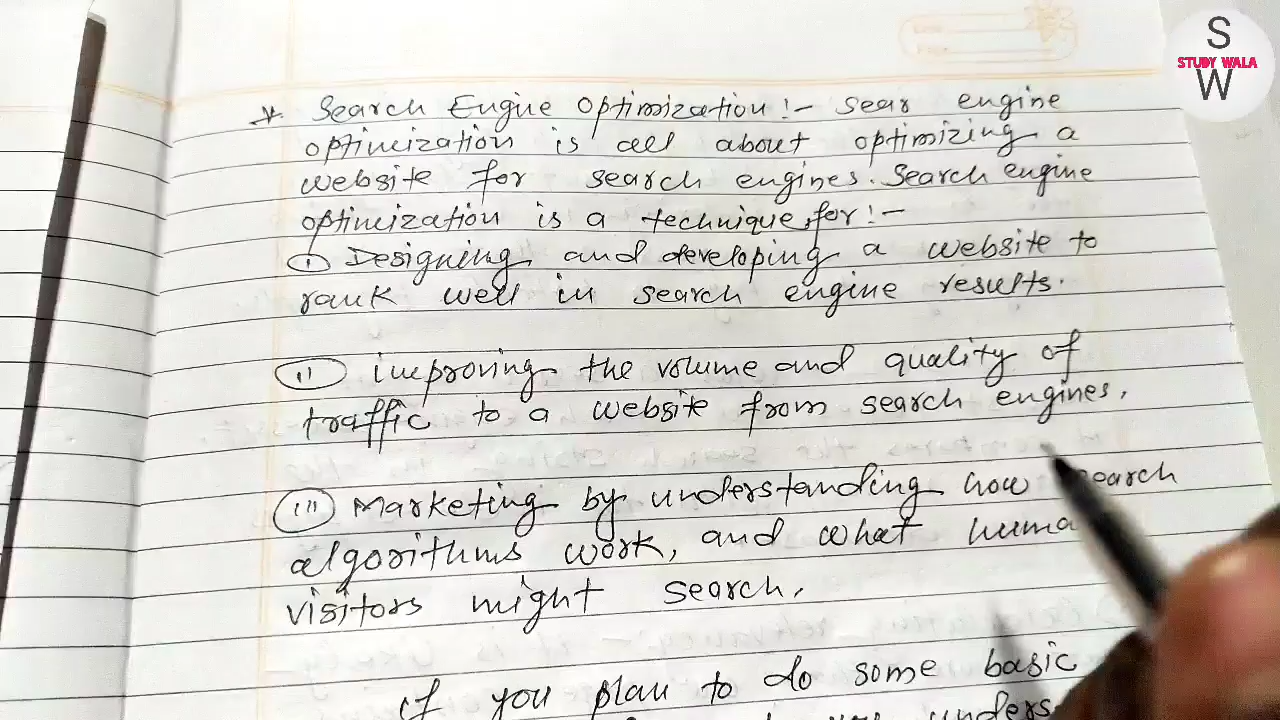 S
STUDY WALA
W
*. Search Engine Optimization :- Sear engine
optimization is all about optimizing a
website for search engines. Search engine
optimization is a technique for :-
(i) Designing and developing a website to
rank well in search engine results.
(ii) improving the volume and quality of
traffic to a website from search engines.
(iii) Marketing by understanding how search
algorithms work, and what huma
visitors might search.
if you plan to do some basic